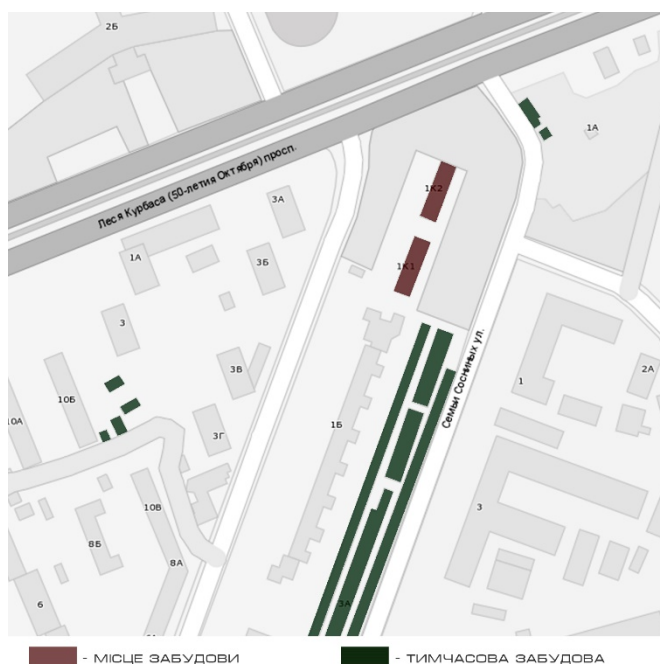 2Б
1А
Леся Курбаса (50-летия Октября) просп.
1К2
3А
1А
3Б
1К1
3
Семьи Сосниных ул.
3В
1
2А
10Б
10А
1Б
3Г
10В
3
8Б
8А
6
3А
- МІСЦЕ ЗАБУДОВИ
- ТИМЧАСОВА ЗАБУДОВА